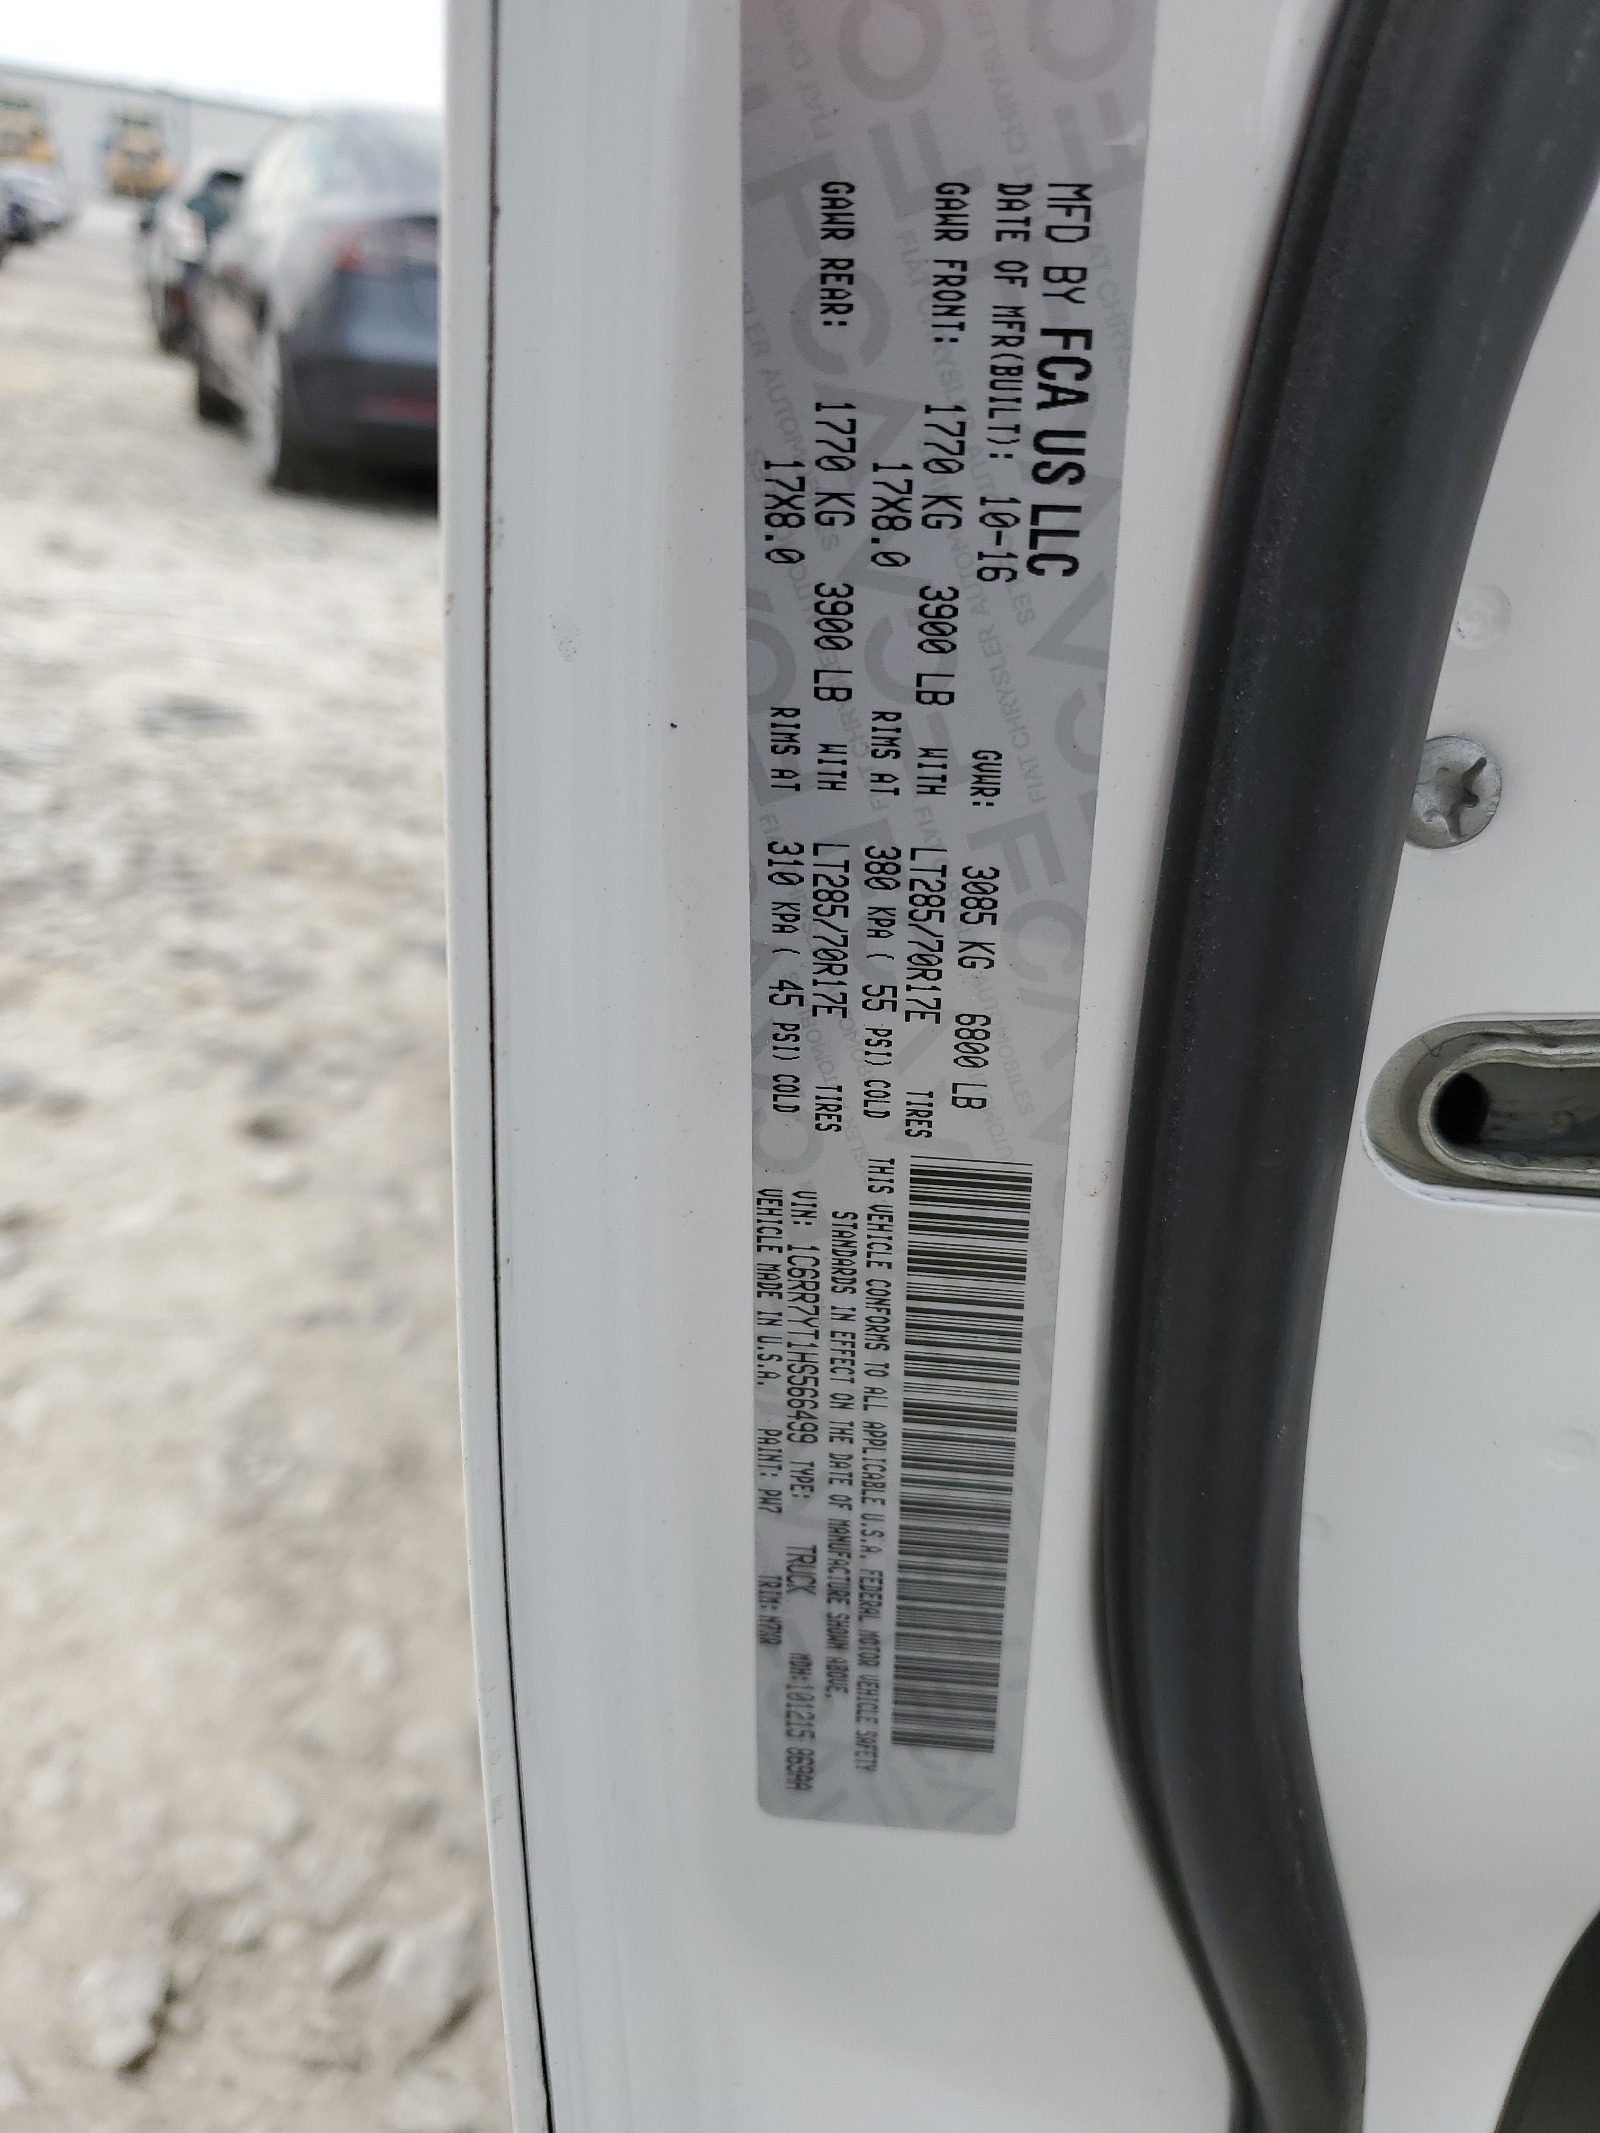 MFD BY FCA US LLC
DATE OF MFR(BUILT): 10-16 GVWR: 3085 KG 6800 LB
GAWR FRONT: 1770 KG 3900 LB WITH LT285/70R17E TIRES
17X8.0 RIMS AT 380 KPA ( 55 PSI) COLD
GAWR REAR: 1770 KG 3900 LB WITH LT285/70R17E TIRES
17X8.0 RIMS AT 310 KPA ( 45 PSI) COLD
THIS VEHICLE CONFORMS TO ALL APPLICABLE U.S.A. FEDERAL MOTOR VEHICLE SAFETY
STANDARDS IN EFFECT ON THE DATE OF MANUFACTURE SHOWN ABOVE.
VIN: 1C6RR7YT1HS566499 TYPE: TRUCK MDH:101215 869AA
VEHICLE MADE IN U.S.A. PAINT: PW7 TRIM: